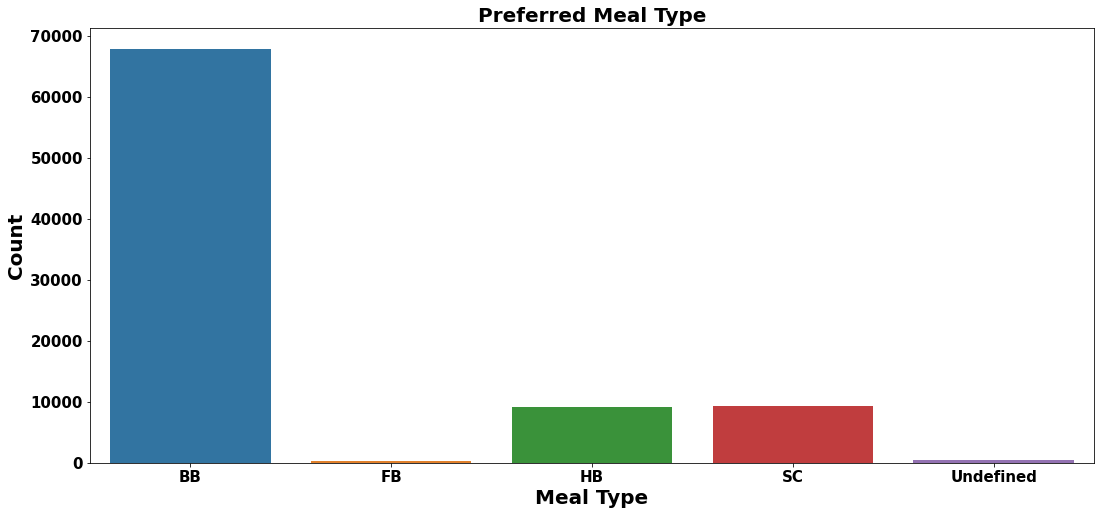 Preferred Meal Type
70000
60000
50000
40000
30000
20000
10000
0
Count
BB FB HB SC Undefined
Meal Type